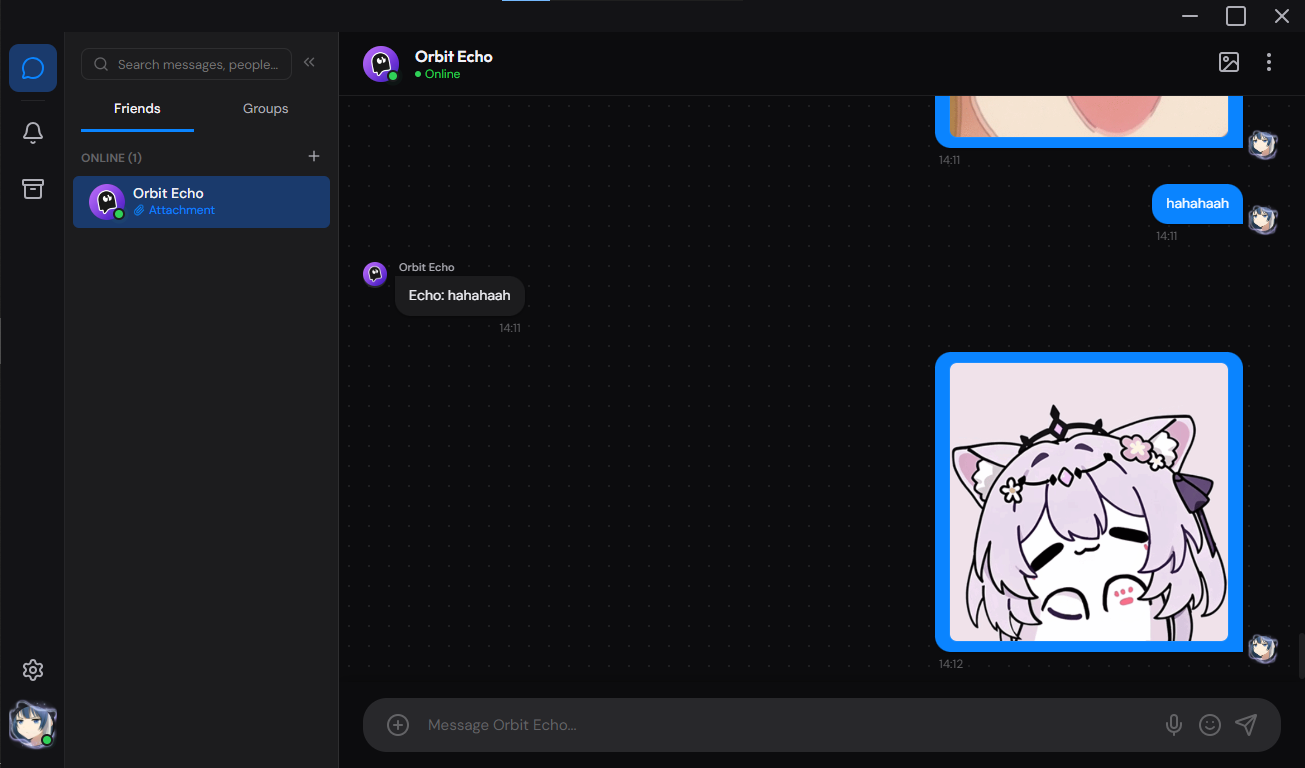 Search messages, people...
Friends
Groups
ONLINE (1)
Orbit Echo
Attachment
Orbit Echo
Online
14:11
hahahaah
14:11
Orbit Echo
Echo: hahahaah
14:11
14:12
Message Orbit Echo...